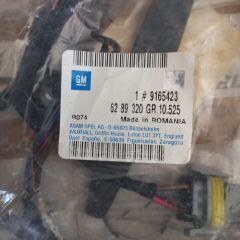 GM
1 # 9165423
62 89 320 GR 10.525
R074
Made in ROMANIA
ADAM OPEL AG - D-65423 Rüsselsheim
VAUXHALL, Griffin House, Luton LU1 3YT, England
Opel España, E-50639 Figueruelas Zaragoza